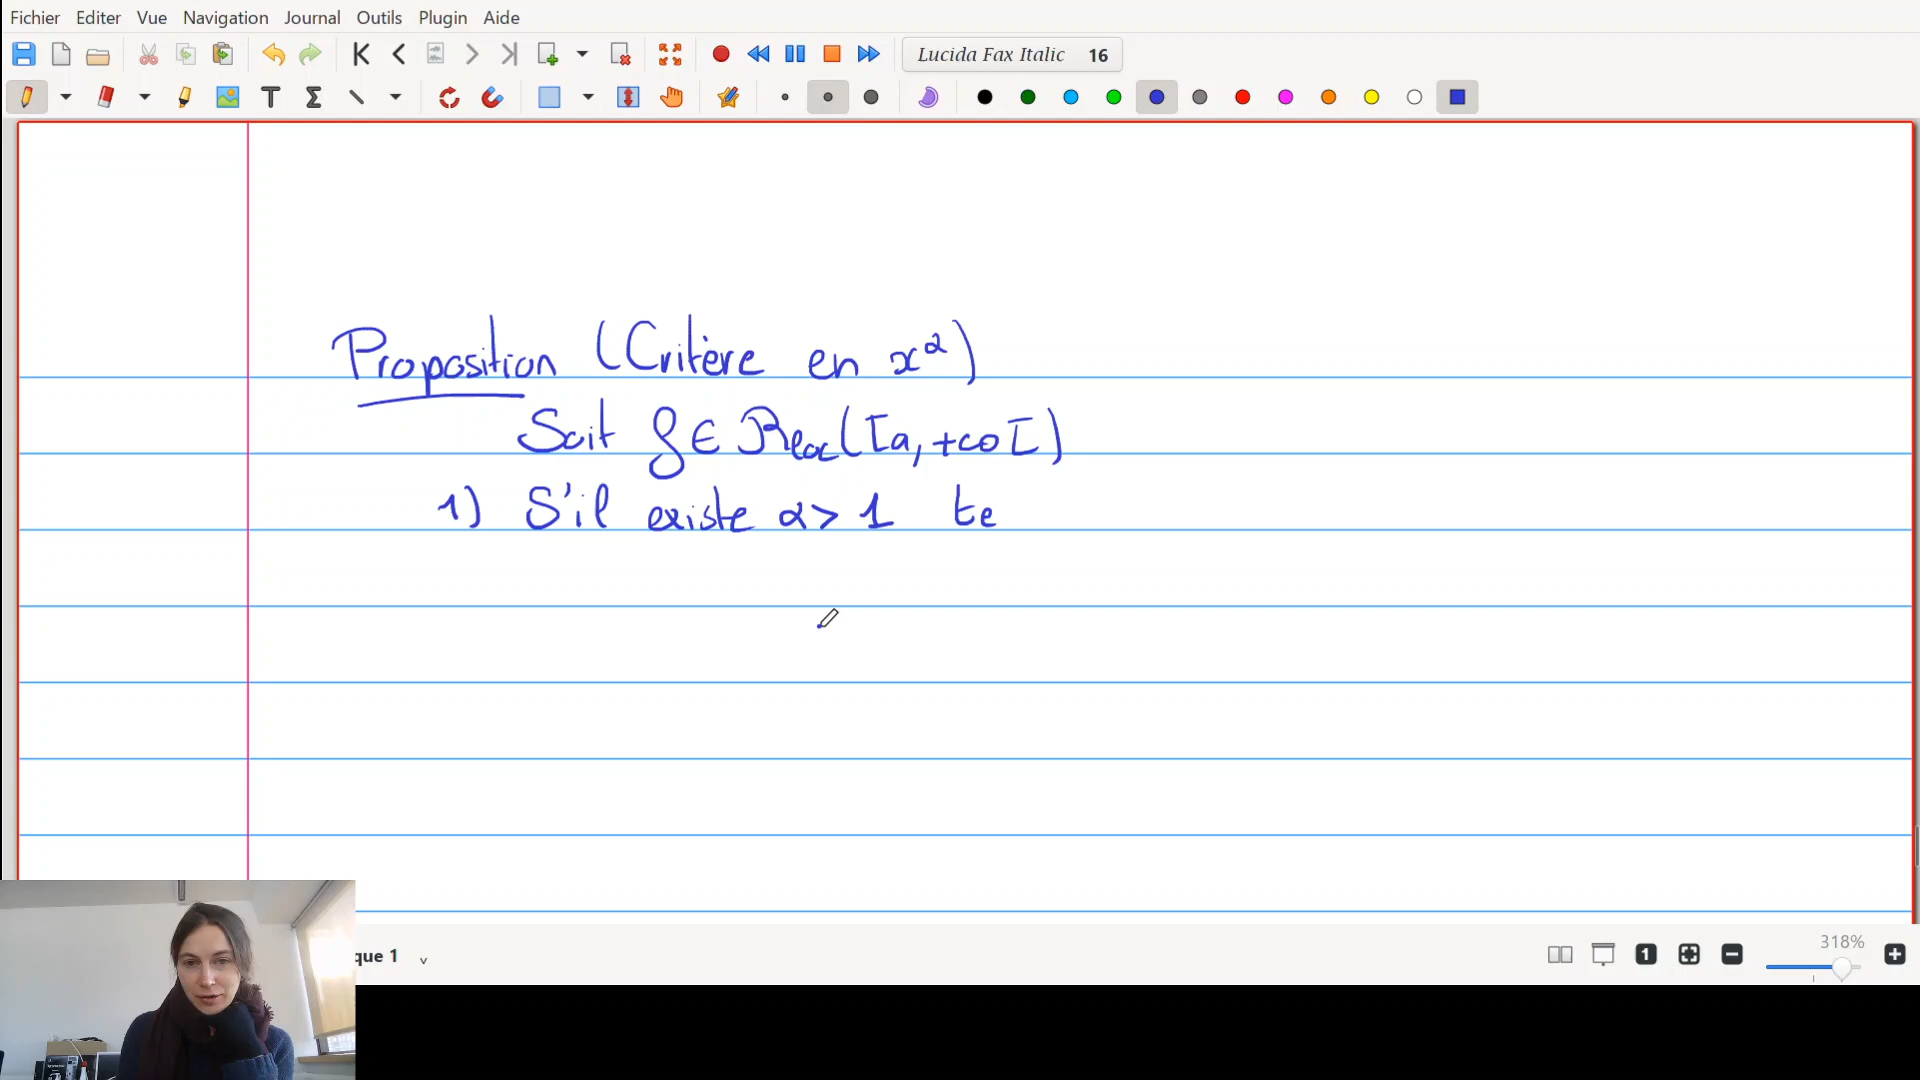 Fichier Editer Vue Navigation Journal Outils Plugin Aide
Lucida Fax Italic 16
Proposition (Critère en x^α)
Soit f ∈ R_loc([a, +∞[)
1) S'il existe α > 1 te
que 1
318%